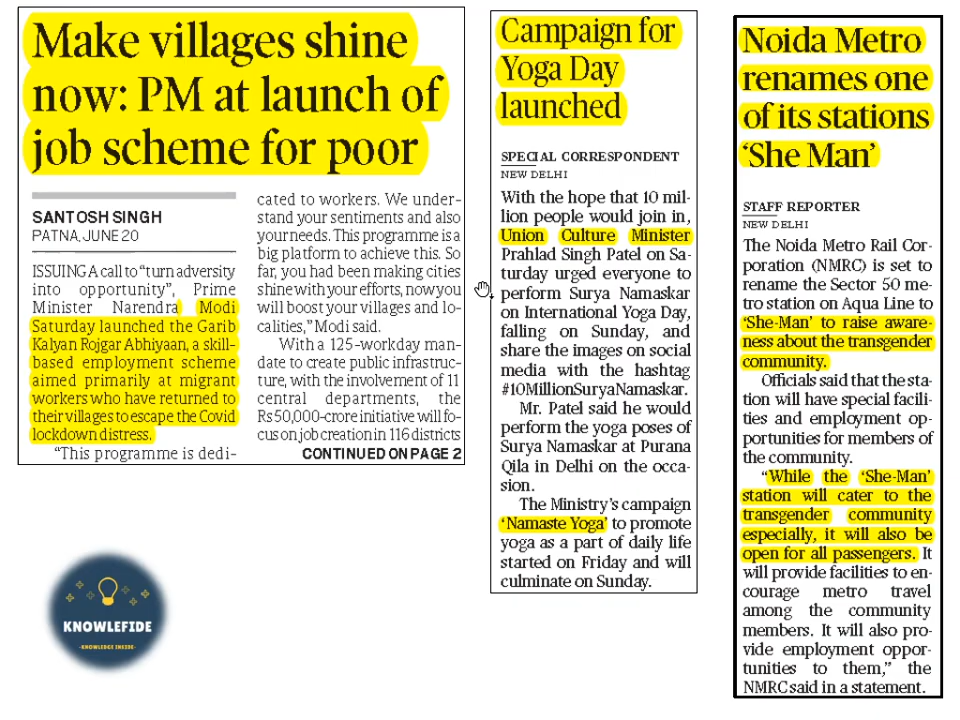 Make villages shine
now: PM at launch of
job scheme for poor
SANTOSH SINGH
PATNA, JUNE 20
ISSUING A call to "turn adversity
into opportunity", Prime
Minister Narendra Modi
Saturday launched the Garib
Kalyan Rojgar Abhiyaan, a skill-
based employment scheme
aimed primarily at migrant
workers who have returned to
their villages to escape the Covid
lockdown distress.
"This programme is dedi-
cated to workers. We under-
stand your sentiments and also
your needs. This programme is a
big platform to achieve this. So
far, you had been making cities
shine with your efforts, now you
will boost your villages and lo-
calities," Modi said.
With a 125-workday man-
date to create public infrastruc-
ture, with the involvement of 11
central departments, the
Rs 50,000-crore initiative will fo-
cus on job creation in 116 districts
CONTINUED ON PAGE 2
Campaign for
Yoga Day
launched
SPECIAL CORRESPONDENT
NEW DELHI
With the hope that 10 mil-
lion people would join in,
Union Culture Minister
Prahlad Singh Patel on Sa-
turday urged everyone to
perform Surya Namaskar
on International Yoga Day,
falling on Sunday, and
share the images on social
media with the hashtag
#10MillionSuryaNamaskar.
Mr. Patel said he would
perform the yoga poses of
Surya Namaskar at Purana
Qila in Delhi on the occa-
sion.
The Ministry's campaign
'Namaste Yoga' to promote
yoga as a part of daily life
started on Friday and will
culminate on Sunday.
Noida Metro
renames one
of its stations
'She Man'
STAFF REPORTER
NEW DELHI
The Noida Metro Rail Cor-
poration (NMRC) is set to
rename the Sector 50 me-
tro station on Aqua Line to
'She-Man' to raise aware-
ness about the transgender
community.
Officials said that the sta-
tion will have special facili-
ties and employment op-
portunities for members of
the community.
"While the 'She-Man'
station will cater to the
transgender community
especially, it will also be
open for all passengers. It
will provide facilities to en-
courage metro travel
among the community
members. It will also pro-
vide employment oppor-
tunities to them," the
NMRC said in a statement.
KNOWLEFIDE
-KNOWLEDGE INSIDE-